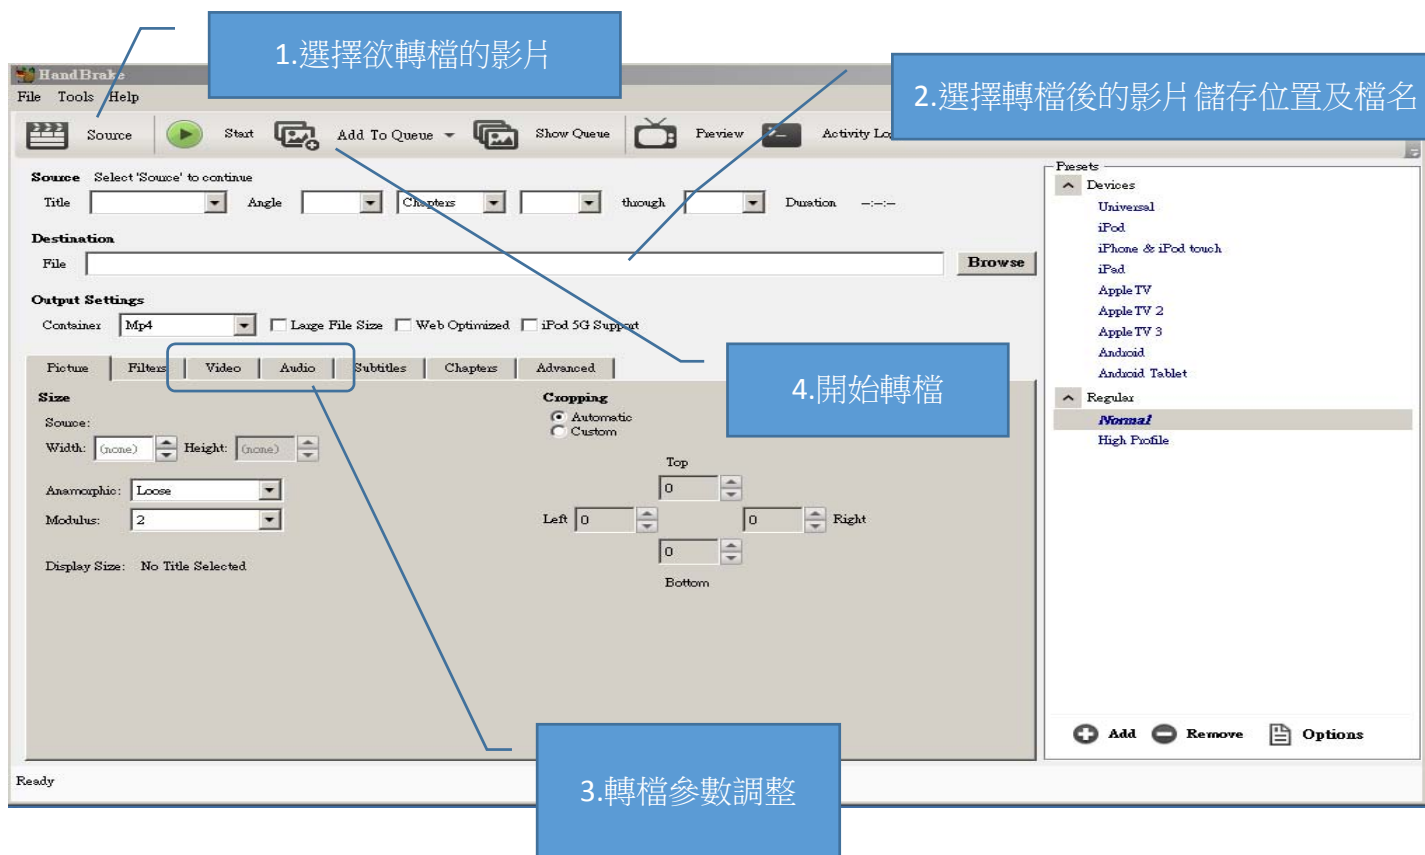 1.選擇欲轉檔的影片
HandBrake
2.選擇轉檔後的影片儲存位置及檔名
File Tools Help
Source Start Add To Queue Show Queue Preview Activity Lo
Source Select 'Source' to continue
Title Angle Chapters through Duration --:--:--
Destination
File Browse
Output Settings
Container Mp4 Large File Size Web Optimized iPod 5G Support
Picture Filters Video Audio Subtitles Chapters Advanced
4.開始轉檔
Size
Source:
Width: (none) Height: (none)
Anamorphic: Loose
Modulus: 2
Display Size: No Title Selected
Cropping
Automatic
Custom
Top
0
Left 0 0 Right
0
Bottom
Presets
Devices
Universal
iPod
iPhone & iPod touch
iPad
AppleTV
AppleTV 2
AppleTV 3
Android
Android Tablet
Regular
Normal
High Profile
Add Remove Options
3.轉檔參數調整
Ready